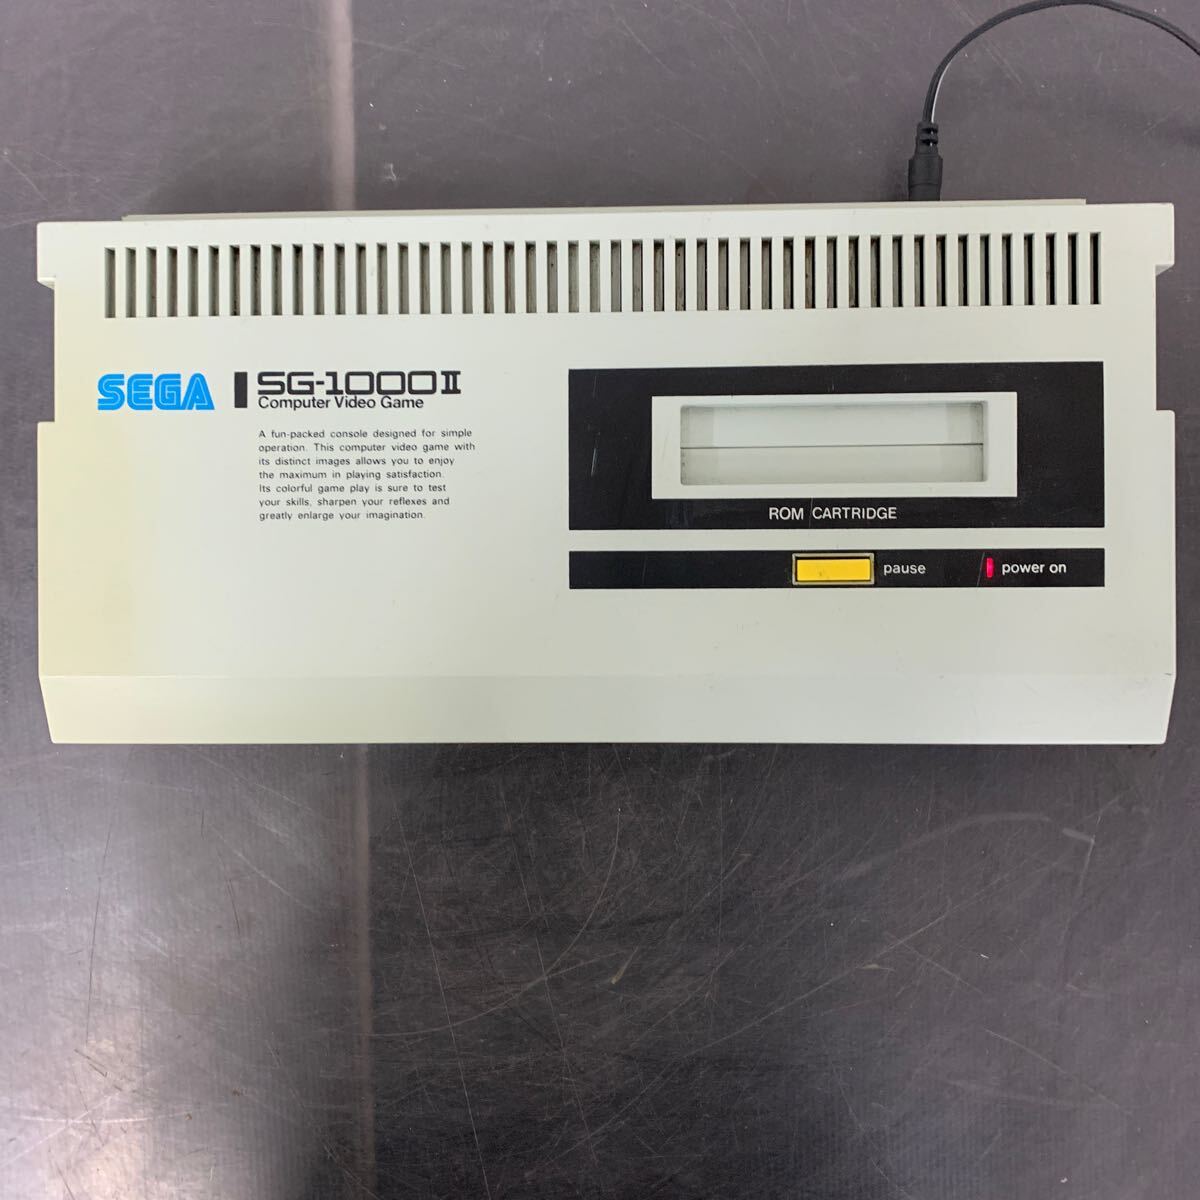 SEGA
SG-1000II
Computer Video Game
A fun-packed console designed for simple
operation. This computer video game with
its distinct images allows you to enjoy
the maximum in playing satisfaction.
Its colorful game play is sure to test
your skills, sharpen your reflexes and
greatly enlarge your imagination.
ROM CARTRIDGE
pause
power on